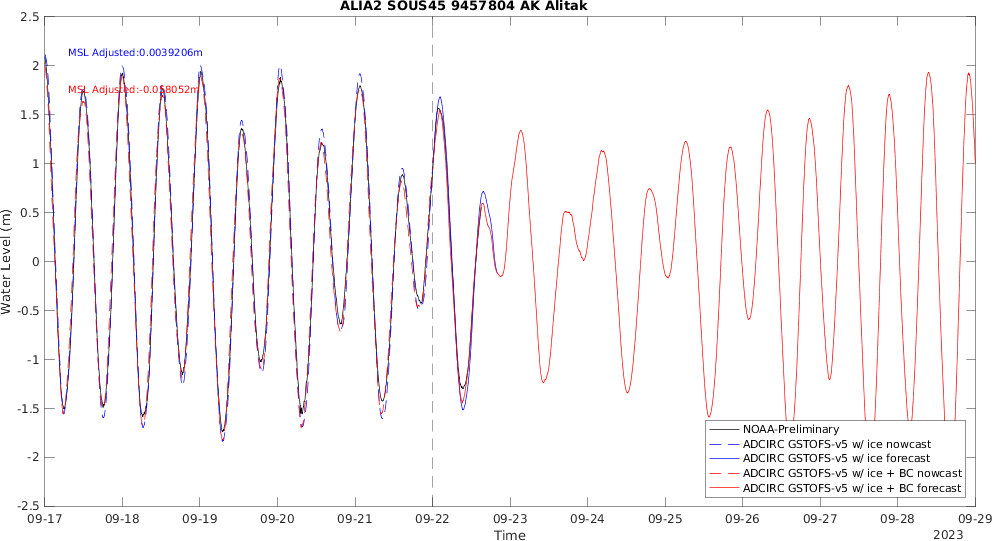 ALIA2 SOUS45 9457804 AK Alitak
MSL Adjusted:0.0039206m
MSL Adjusted:-0.058052m
Water Level (m)
2.5
2
1.5
1
0.5
0
-0.5
-1
-1.5
-2
-2.5
NOAA-Preliminary
ADCIRC GSTOFS-v5 w/ ice nowcast
ADCIRC GSTOFS-v5 w/ ice forecast
ADCIRC GSTOFS-v5 w/ ice + BC nowcast
ADCIRC GSTOFS-v5 w/ ice + BC forecast
09-17 09-18 09-19 09-20 09-21 09-22 09-23 09-24 09-25 09-26 09-27 09-28 09-29
Time
2023